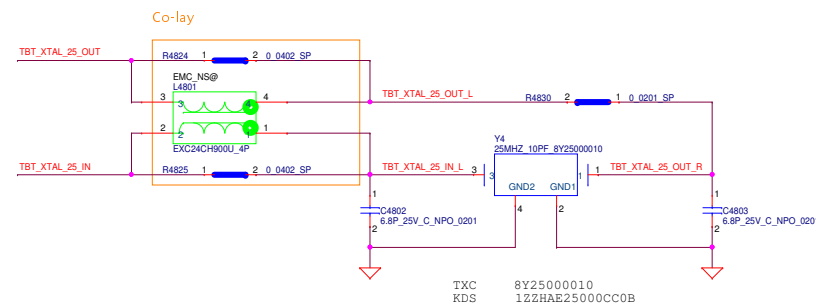 Co-lay
TBT_XTAL_25_OUT
R4824 1 2 0_0402_SP
EMC_NS@
L4801
3 3 4 4
TBT_XTAL_25_OUT_L
R4830 2 1 0_0201_SP
2 2 1 1
EXC24CH900U_4P
Y4
25MHZ_10PF_8Y25000010
TBT_XTAL_25_IN
R4825 1 2 0_0402_SP
TBT_XTAL_25_IN_L
3 3 1 1
TBT_XTAL_25_OUT_R
GND2 GND1
4 2
1
C4802
6.8P_25V_C_NPO_0201
2
1
C4803
6.8P_25V_C_NPO_0201
2
TXC 8Y25000010
KDS 1ZZHAE25000CC0B